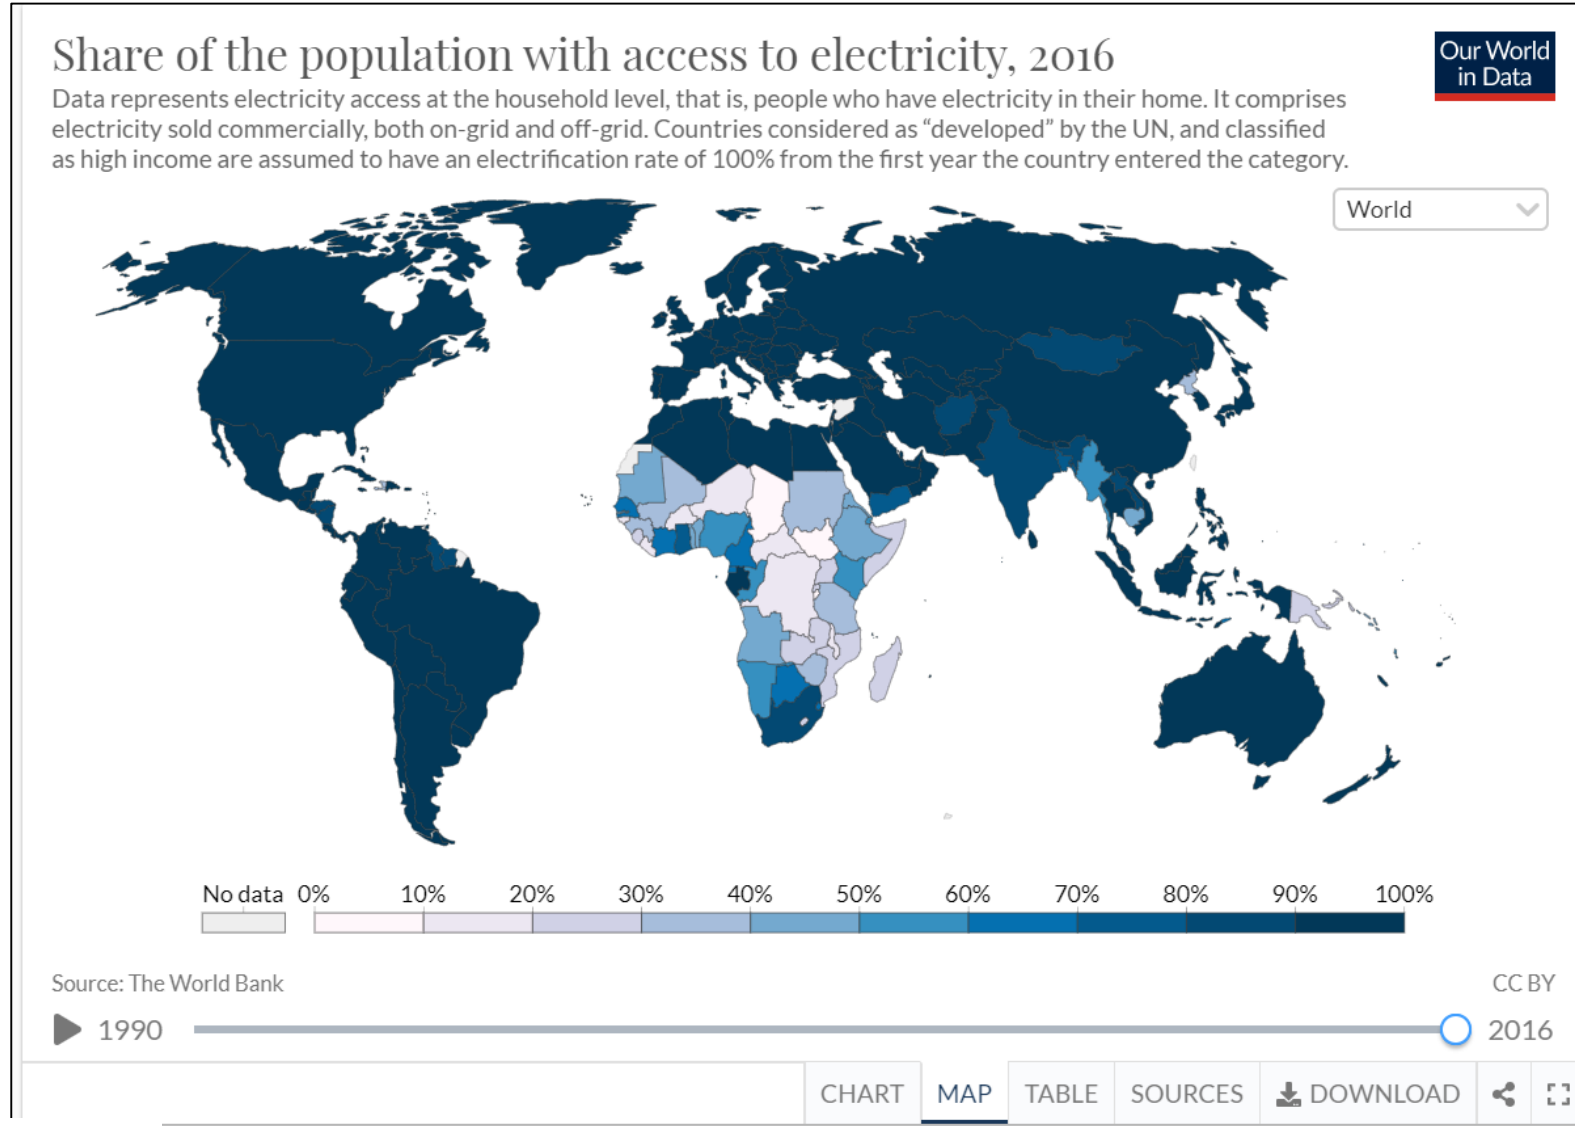 Share of the population with access to electricity, 2016
Our World
in Data
Data represents electricity access at the household level, that is, people who have electricity in their home. It comprises
electricity sold commercially, both on-grid and off-grid. Countries considered as “developed” by the UN, and classified
as high income are assumed to have an electrification rate of 100% from the first year the country entered the category.
World
No data 0% 10% 20% 30% 40% 50% 60% 70% 80% 90% 100%
Source: The World Bank
CC BY
1990
2016
CHART MAP TABLE SOURCES DOWNLOAD